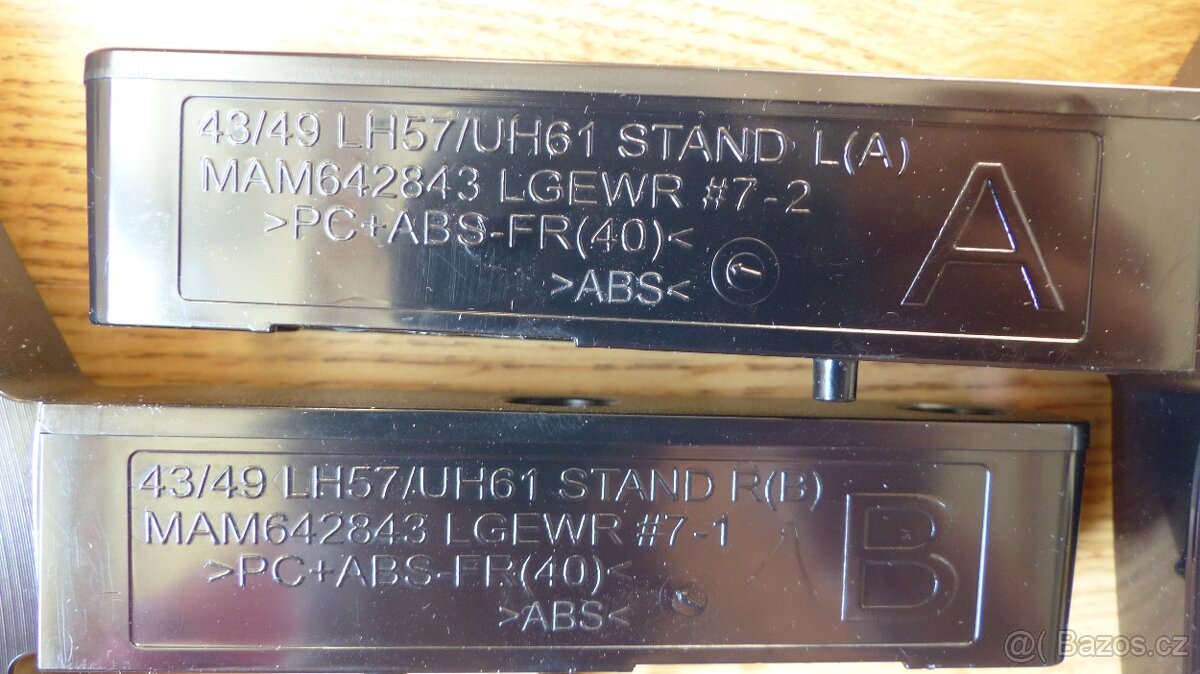 43/49 LH57/UH61 STAND L(A)
MAM642843 LGEWR #7-2
>PC+ABS-FR(40)<
>ABS<
A
43/49 LH57/UH61 STAND R(B)
MAM642843 LGEWR #7-1
>PC+ABS-FR(40)<
>ABS<
B
@( Bazos.cz